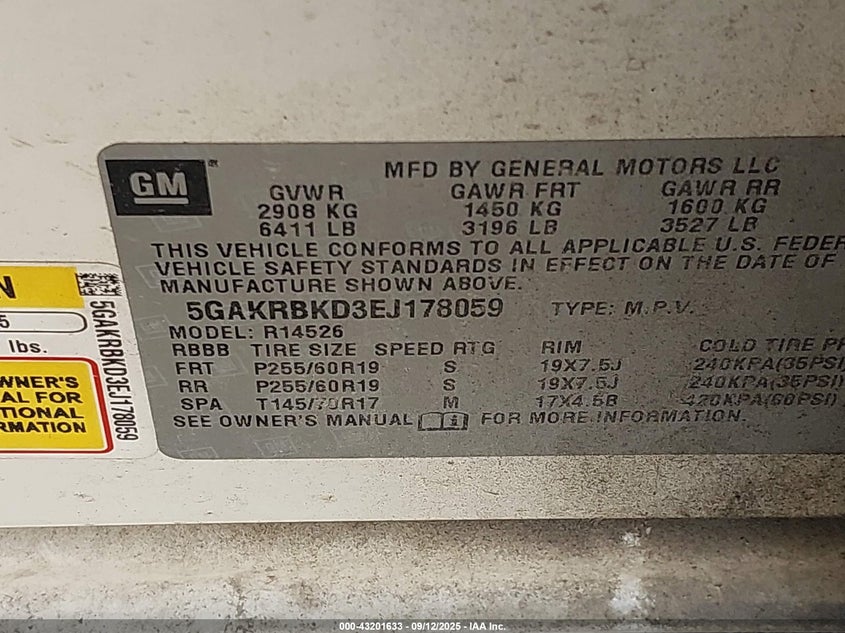 GM
MFD BY GENERAL MOTORS LLC
GVWR GAWR FRT GAWR RR
2908 KG 1450 KG 1600 KG
6411 LB 3196 LB 3527 LB
THIS VEHICLE CONFORMS TO ALL APPLICABLE U.S. FEDER
VEHICLE SAFETY STANDARDS IN EFFECT ON THE DATE OF
MANUFACTURE SHOWN ABOVE.
5GAKRBKD3EJ178059 TYPE: M.P.V.
MODEL: R14526
RBBB TIRE SIZE SPEED RTG RIM COLD TIRE PR
FRT P255/60R19 S 19X7.5J 240KPA(35PSI)
RR P255/60R19 S 19X7.5J 240KPA(35PSI)
SPA T145/70R17 M 17X4.5B 420KPA(60PSI)
SEE OWNER'S MANUAL FOR MORE INFORMATION.
N
5
lbs.
WNER'S
AL FOR
TIONAL
RMATION
5GAKRBKD3EJ178059
000-43201633 - 09/12/2025 - IAA Inc.